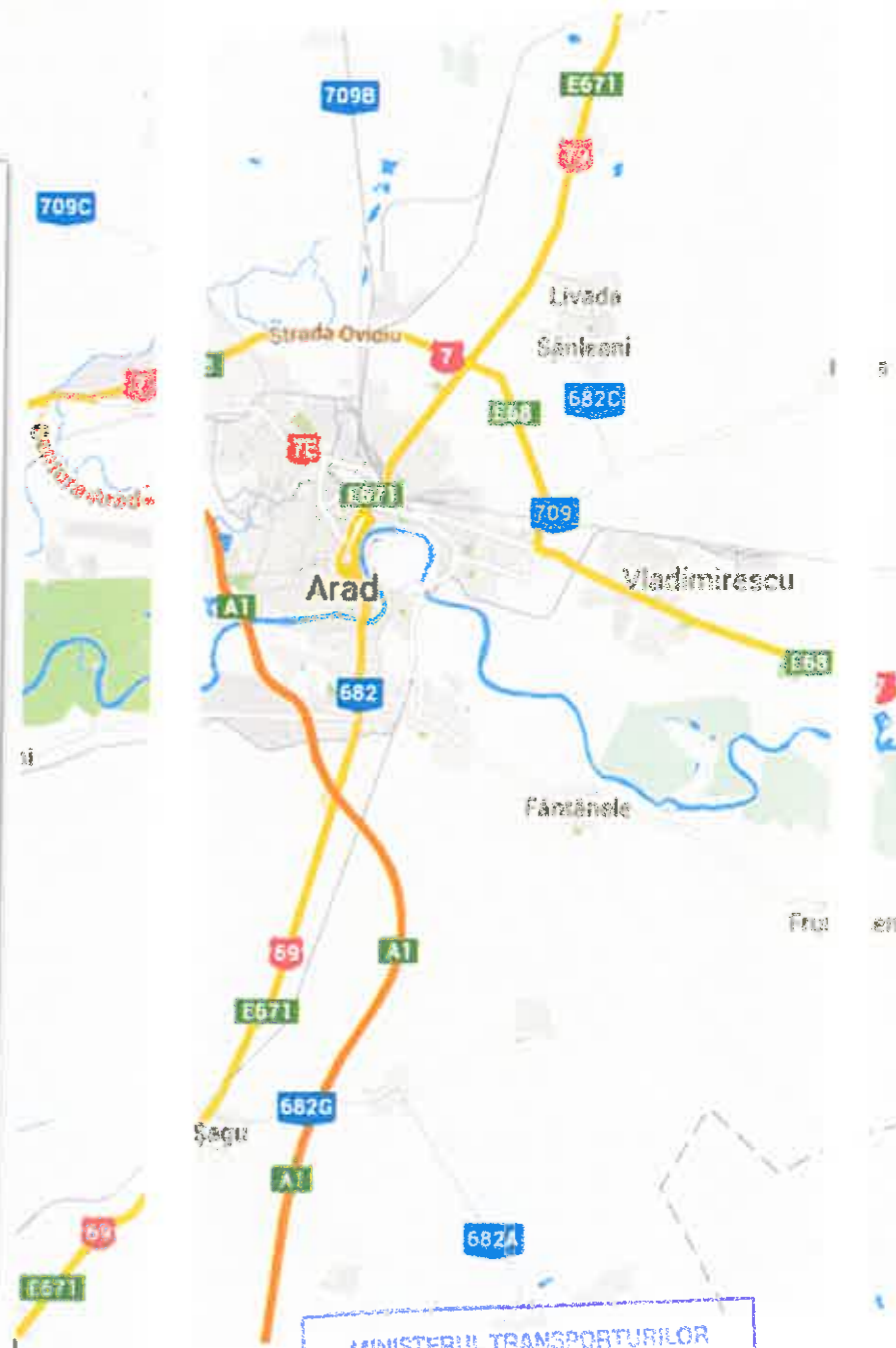 709B
E671
709C
Livada
Strada Ovidiu
7
Sânleani
682C
E68
7E
E671
709
Arad
Vladimirescu
A1
E68
682
Fântânele
69
A1
E671
682G
Șagu
A1
69
682A
E671
MINISTERUL TRANSPORTURILOR